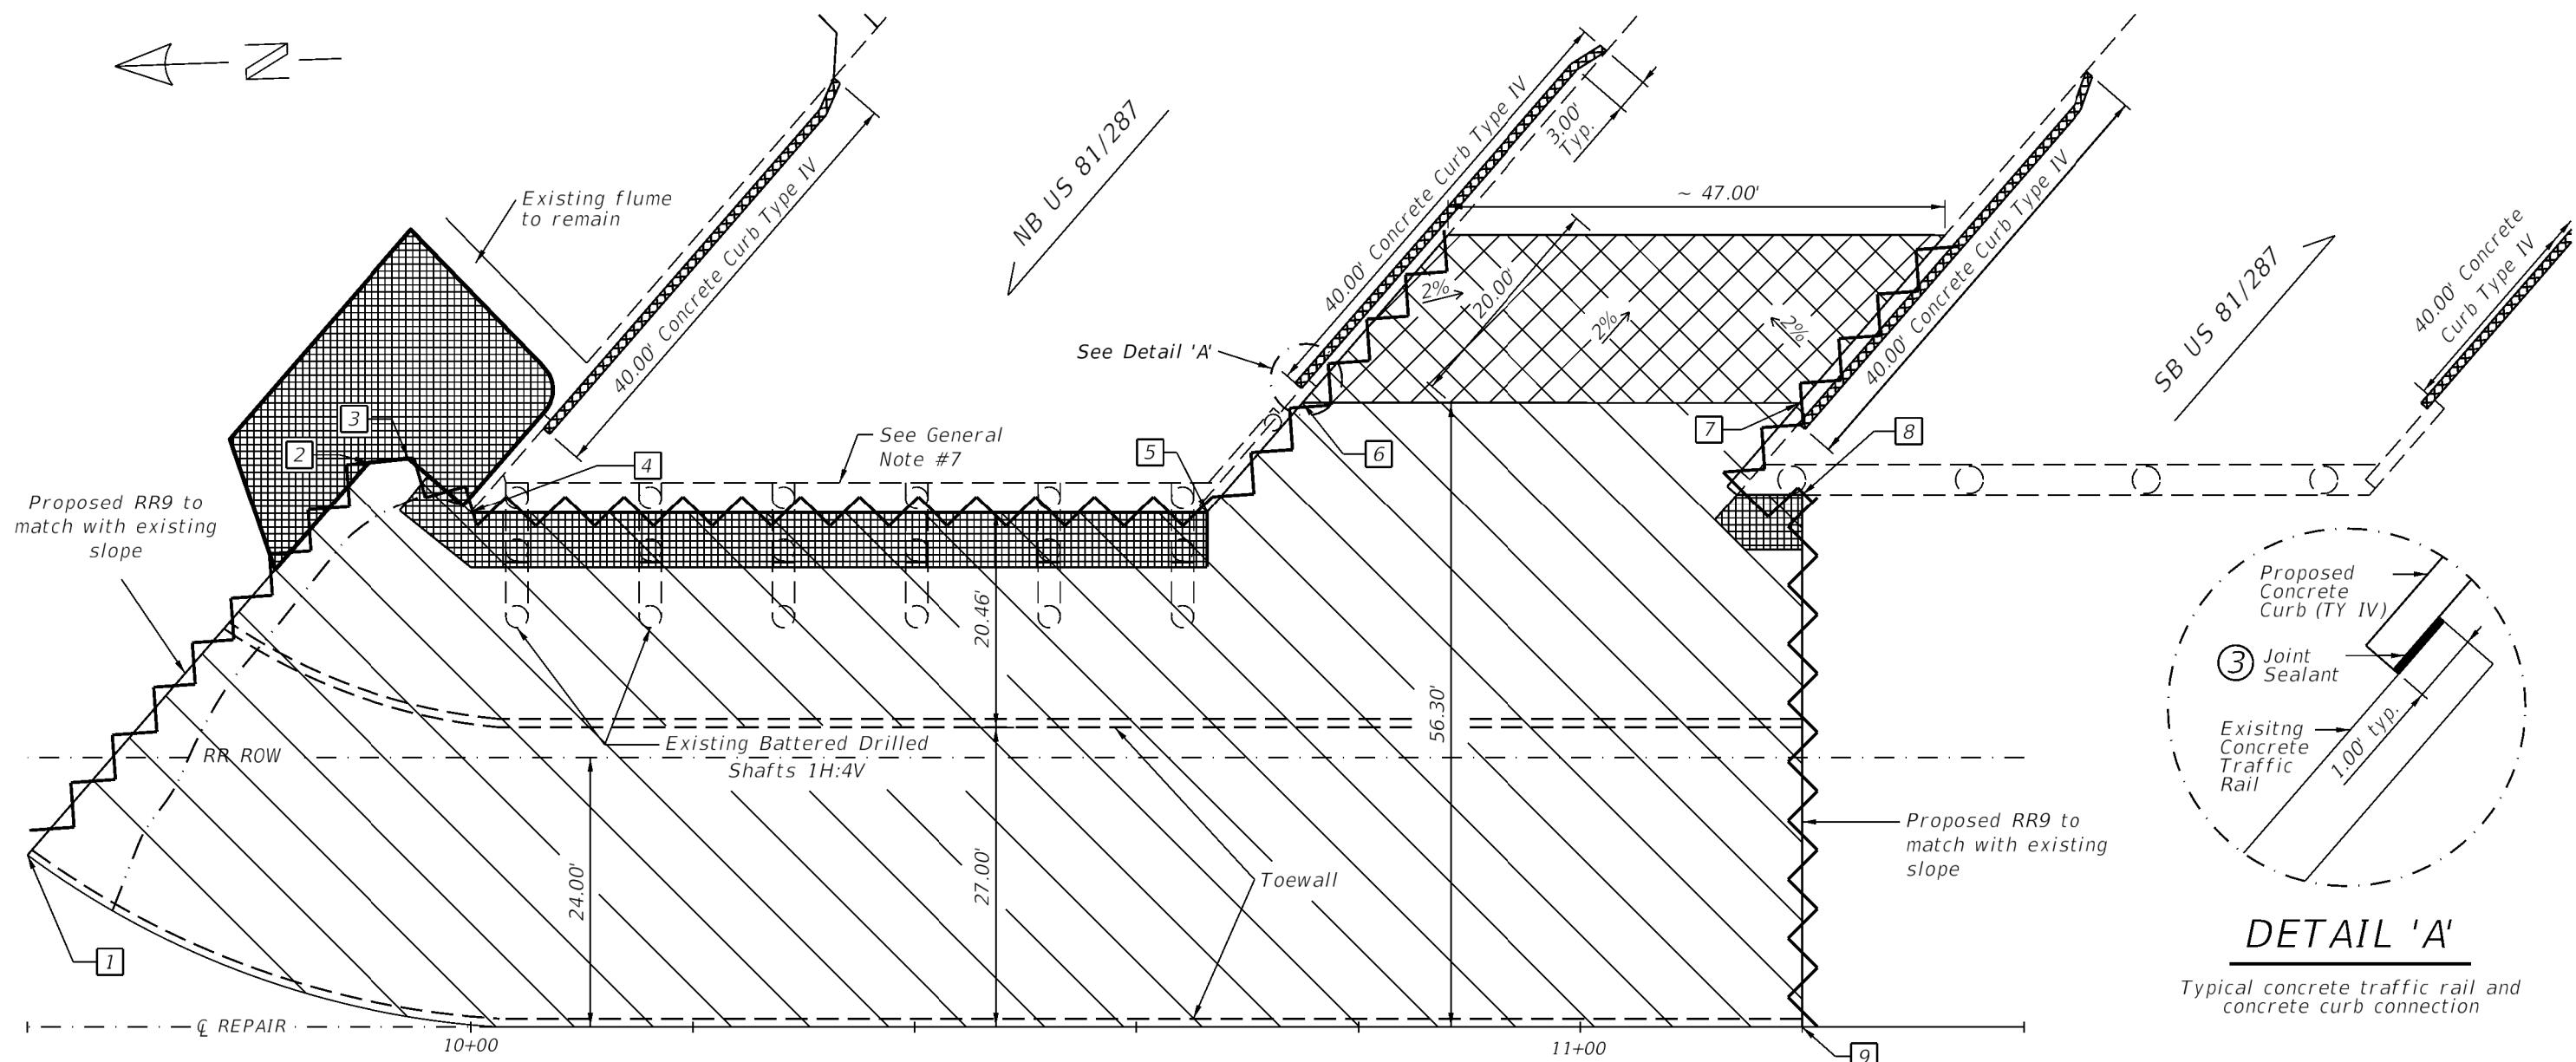 N
Existing flume
to remain
40.00' Concrete Curb Type IV
NB US 81/287
40.00' Concrete Curb Type IV
3.00'
Typ.
~ 47.00'
20.00'
2%
2%
2%
40.00' Concrete Curb Type IV
SB US 81/287
40.00' Concrete
Curb Type IV
See Detail 'A'
See General
Note #7
2
3
4
5
6
7
8
Proposed RR9 to
match with existing
slope
20.46'
56.30'
RR ROW
Existing Battered Drilled
Shafts 1H:4V
24.00'
27.00'
Toewall
1
℄ REPAIR
10+00
11+00
9
Proposed RR9 to
match with existing
slope
Proposed
Concrete
Curb (TY IV)
3 Joint
Sealant
Exisitng
Concrete
Traffic
Rail
1.00' typ.
DETAIL 'A'
Typical concrete traffic rail and
concrete curb connection